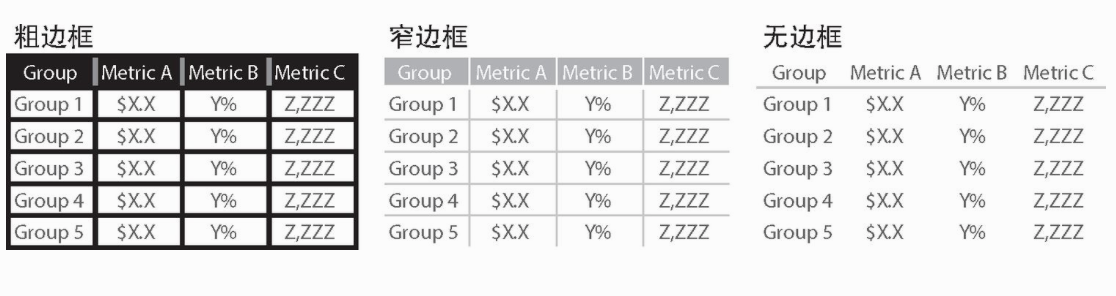 粗边框
Group Metric A Metric B Metric C
Group 1 $X.X Y% Z,ZZZ
Group 2 $X.X Y% Z,ZZZ
Group 3 $X.X Y% Z,ZZZ
Group 4 $X.X Y% Z,ZZZ
Group 5 $X.X Y% Z,ZZZ
窄边框
Group Metric A Metric B Metric C
Group 1 $X.X Y% Z,ZZZ
Group 2 $X.X Y% Z,ZZZ
Group 3 $X.X Y% Z,ZZZ
Group 4 $X.X Y% Z,ZZZ
Group 5 $X.X Y% Z,ZZZ
无边框
Group Metric A Metric B Metric C
Group 1 $X.X Y% Z,ZZZ
Group 2 $X.X Y% Z,ZZZ
Group 3 $X.X Y% Z,ZZZ
Group 4 $X.X Y% Z,ZZZ
Group 5 $X.X Y% Z,ZZZ